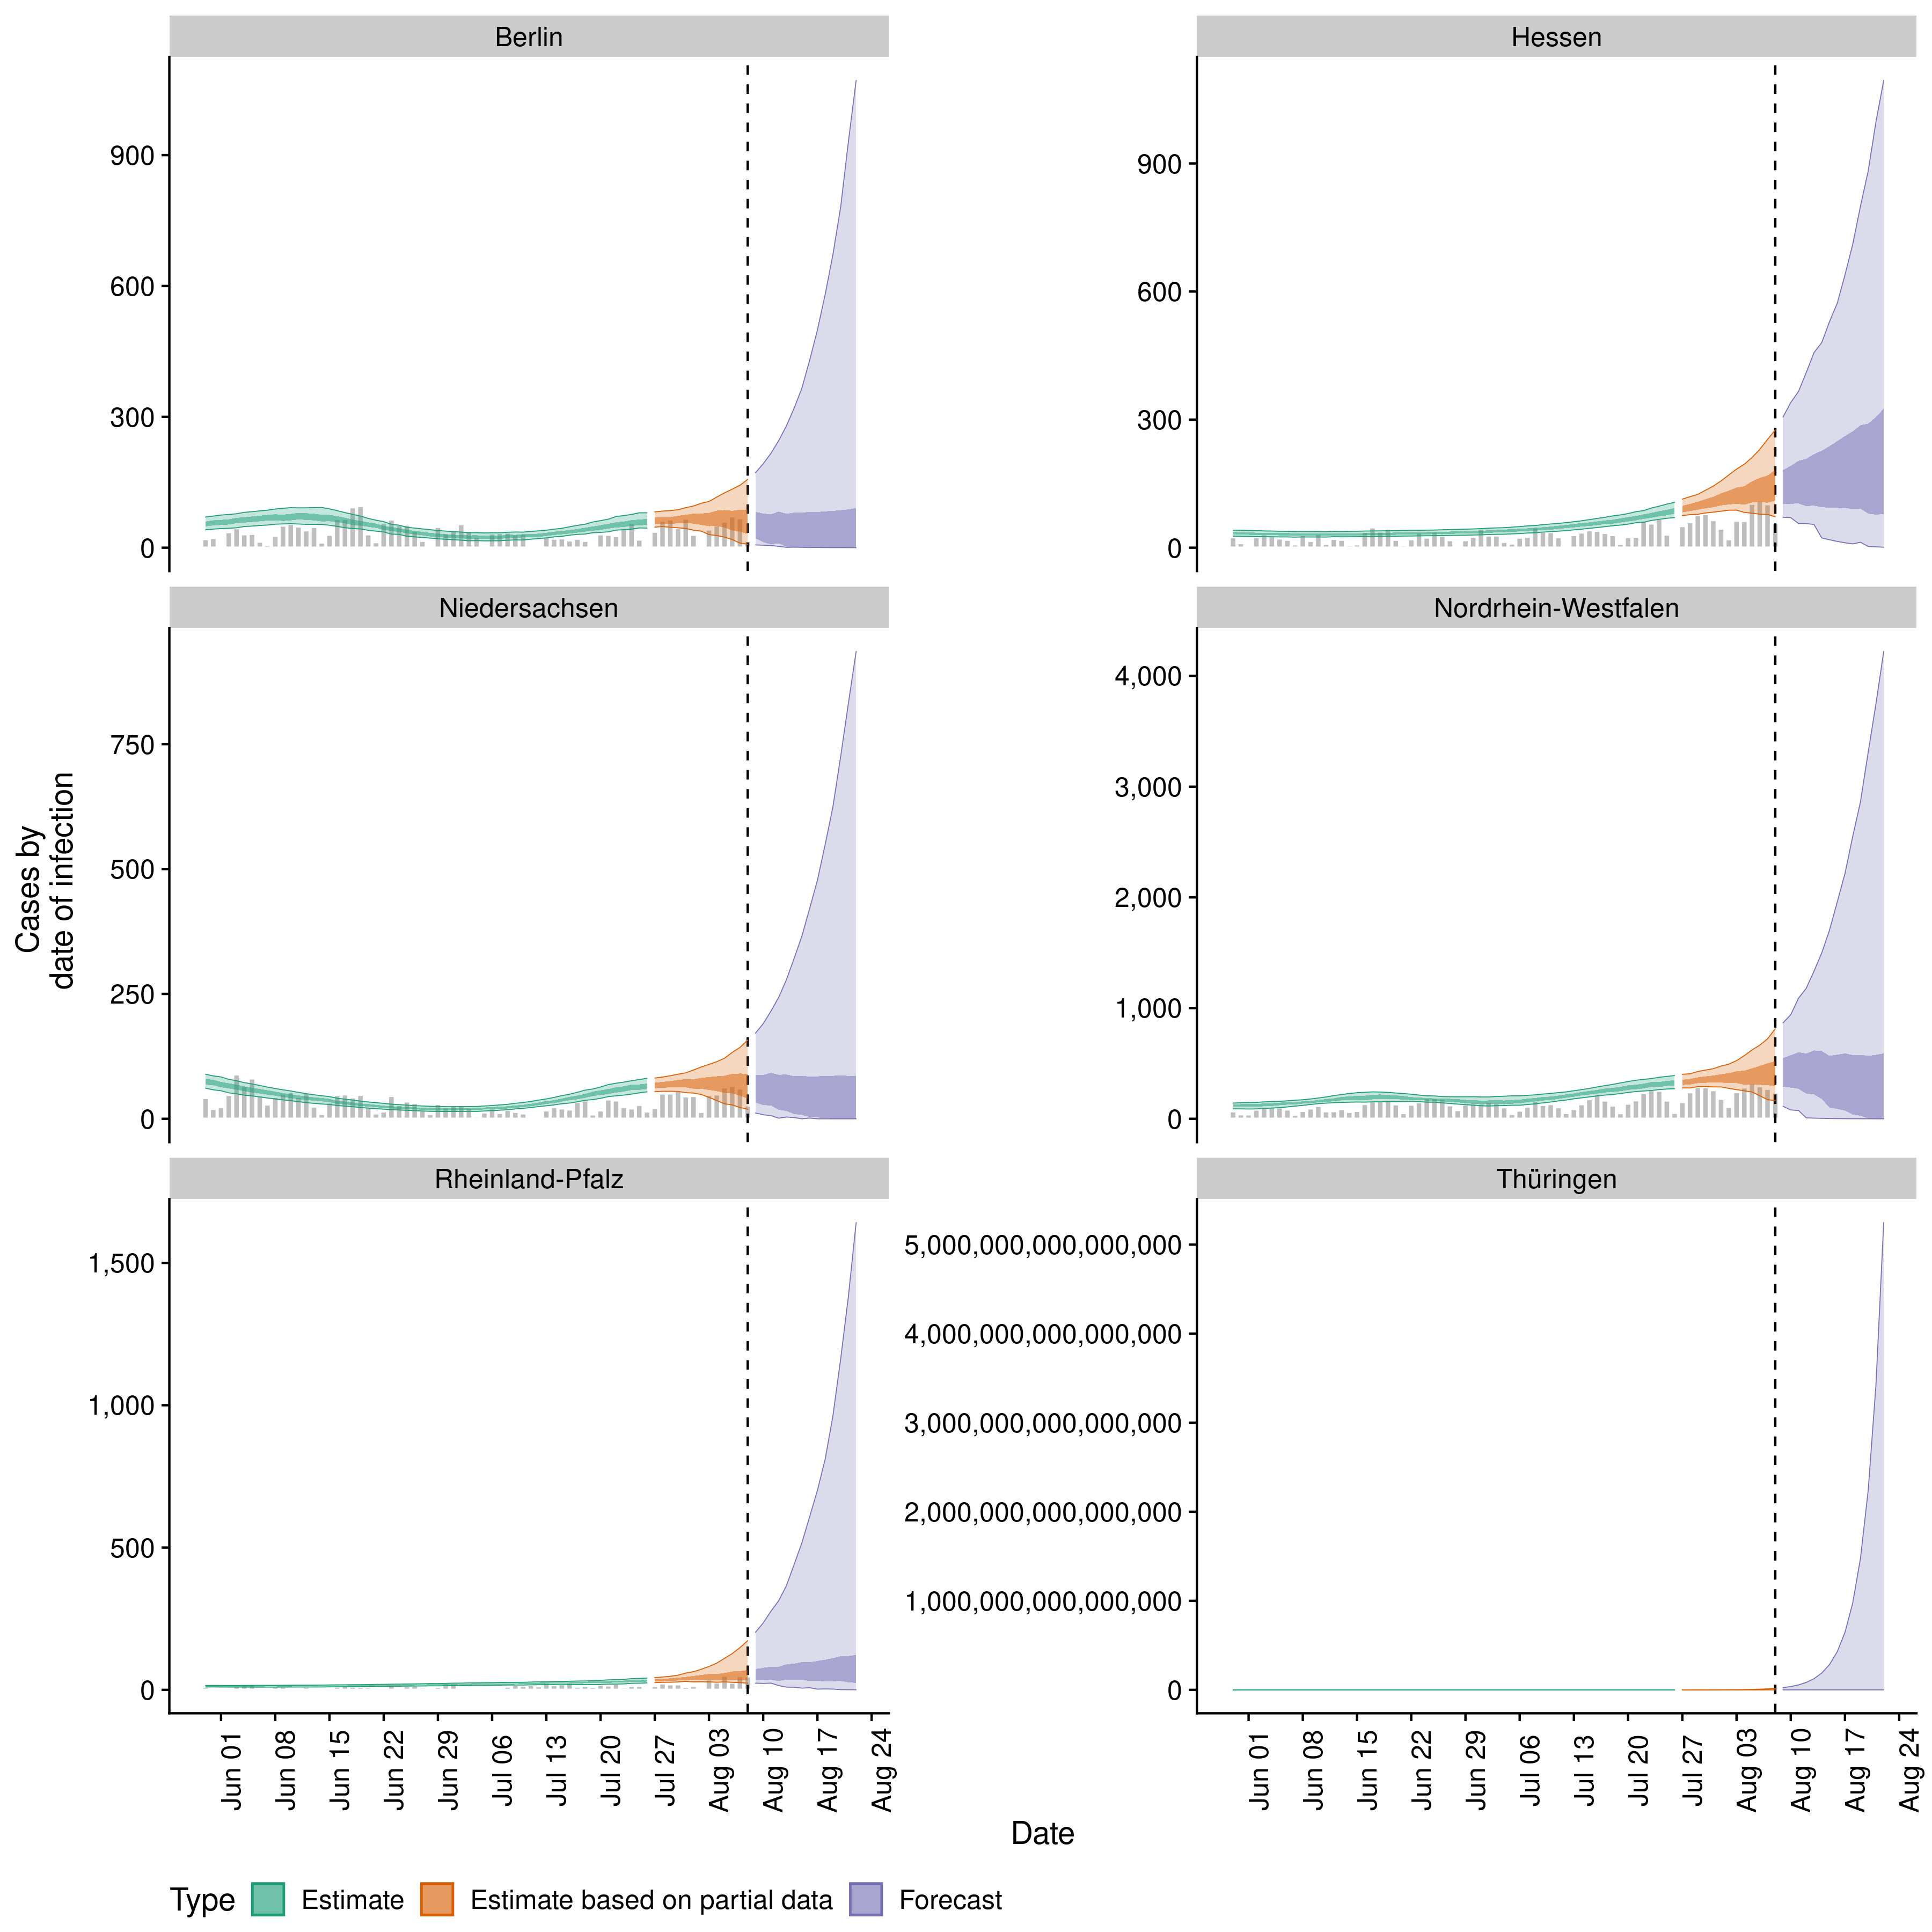 Berlin
Hessen
900
600
300
0
900
600
300
0
Niedersachsen
Nordrhein-Westfalen
750
500
250
0
4,000
3,000
2,000
1,000
0
Cases by
date of infection
Rheinland-Pfalz
Thüringen
1,500
1,000
500
0
5,000,000,000,000,000
4,000,000,000,000,000
3,000,000,000,000,000
2,000,000,000,000,000
1,000,000,000,000,000
0
Jun 01
Jun 08
Jun 15
Jun 22
Jun 29
Jul 06
Jul 13
Jul 20
Jul 27
Aug 03
Aug 10
Aug 17
Aug 24
Jun 01
Jun 08
Jun 15
Jun 22
Jun 29
Jul 06
Jul 13
Jul 20
Jul 27
Aug 03
Aug 10
Aug 17
Aug 24
Date
Type Estimate Estimate based on partial data Forecast